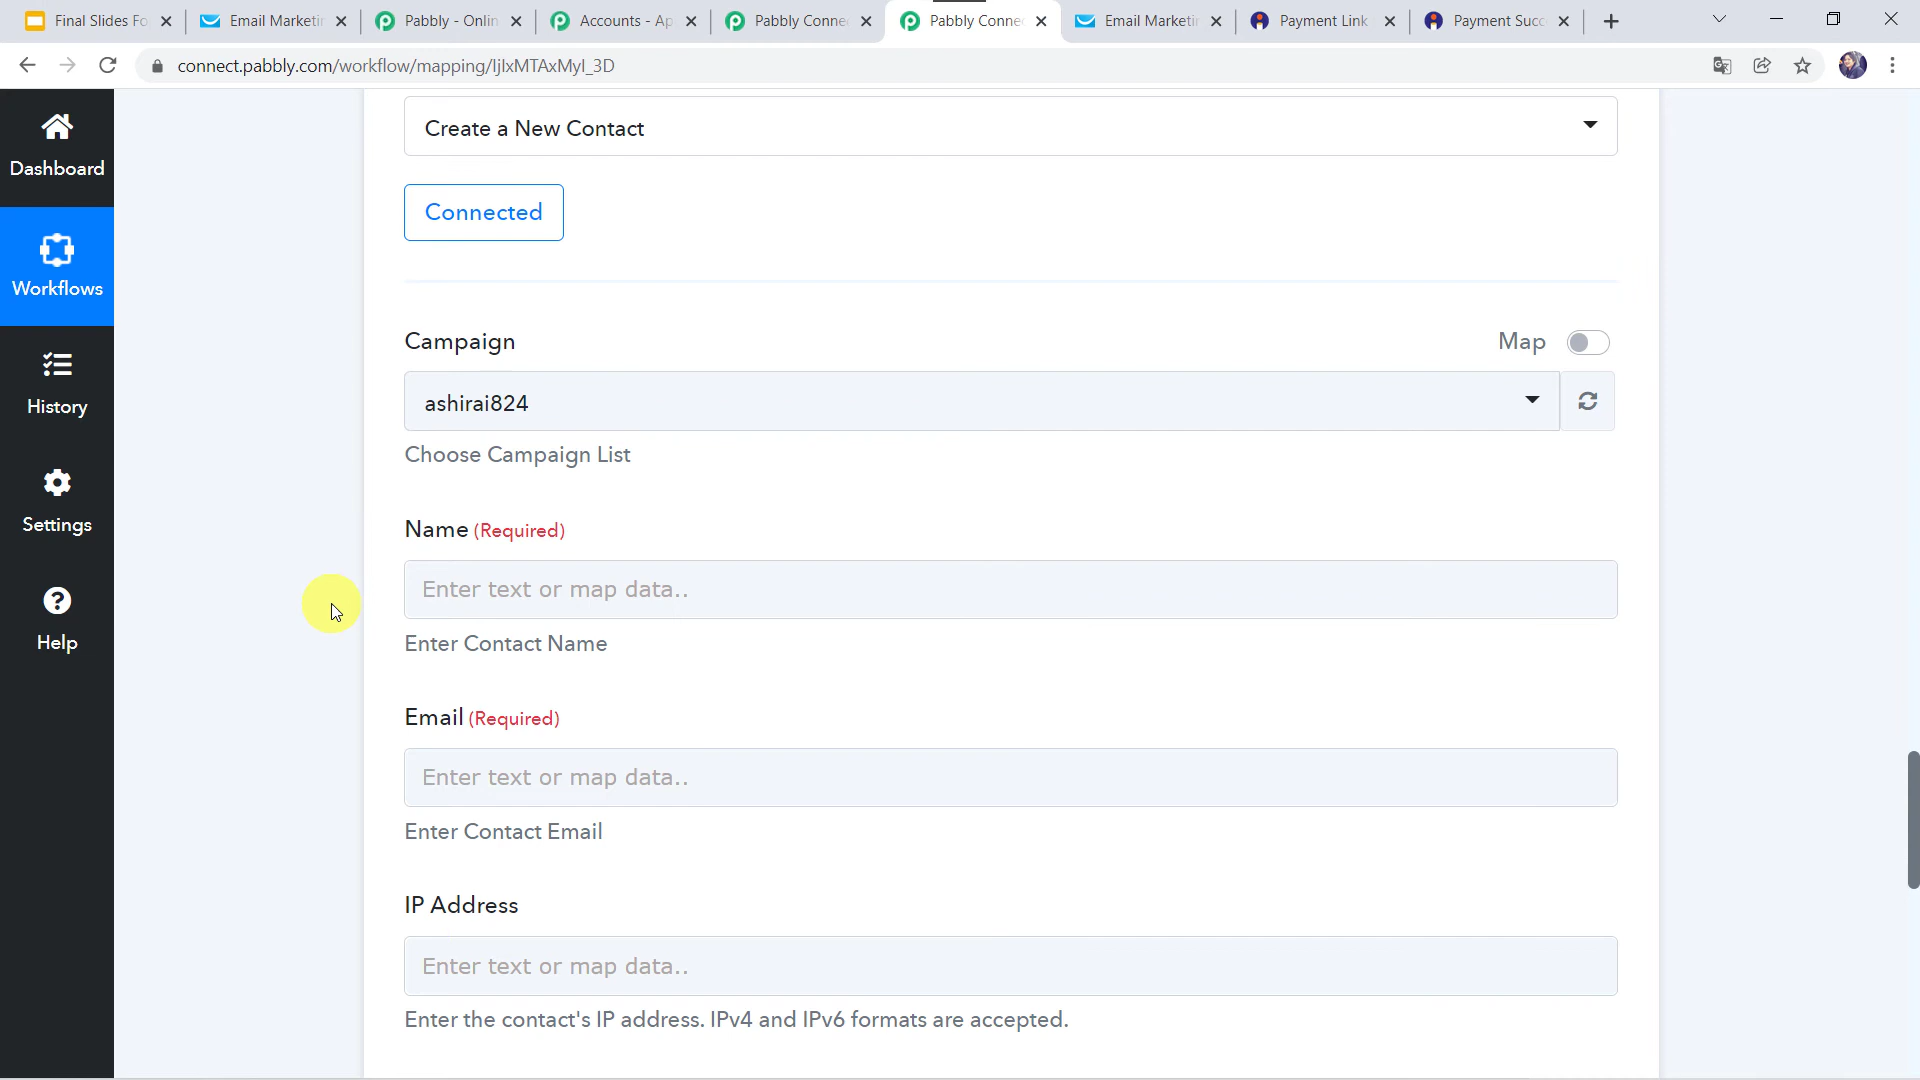 Final Slides Fo
Email Marketi
Pabbly - Onlin
Accounts - Ap
Pabbly Conne
Pabbly Conne
Email Marketi
Payment Link
Payment Succ
connect.pabbly.com/workflow/mapping/IjIxMTAxMyI_3D
Dashboard
Workflows
History
Settings
Help
Create a New Contact
Connected
Campaign
Map
ashirai824
Choose Campaign List
Name (Required)
Enter text or map data..
Enter Contact Name
Email (Required)
Enter text or map data..
Enter Contact Email
IP Address
Enter text or map data..
Enter the contact's IP address. IPv4 and IPv6 formats are accepted.